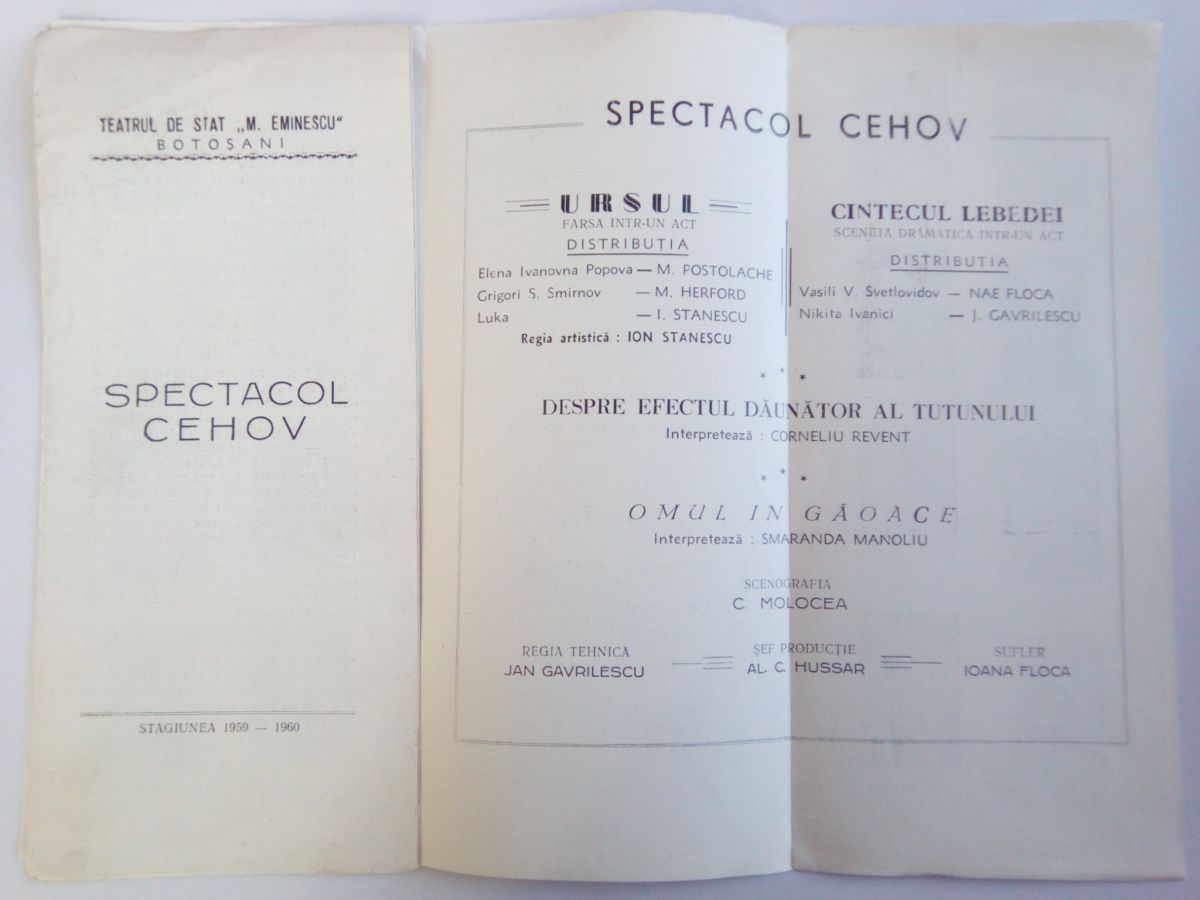 TEATRUL DE STAT „M. EMINESCU“
BOTOȘANI
SPECTACOL
CEHOV
STAGIUNEA 1959 — 1960
SPECTACOL CEHOV
URSUL
FARSA INTR-UN ACT
DISTRIBUȚIA
Elena Ivanovna Popova — M. POSTOLACHE
Grigori S. Smirnov — M. HERFORD
Luka — I. STANESCU
Regia artistică : ION STANESCU
CINTECUL LEBEDEI
SCENETA DRAMATICA INTR-UN ACT
DISTRIBUȚIA
Vasili V. Svetlovidov — NAE FLOCA
Nikita Ivanici — J. GAVRILESCU
* * *
DESPRE EFECTUL DĂUNĂTOR AL TUTUNULUI
Interpretează : CORNELIU REVENT
* * *
OMUL IN GĂOACE
Interpretează : SMARANDA MANOLIU
SCENOGRAFIA
C. MOLOCEA
REGIA TEHNICA
JAN GAVRILESCU
ȘEF PRODUCȚIE
AL. C. HUSSAR
SUFLER
IOANA FLOCA